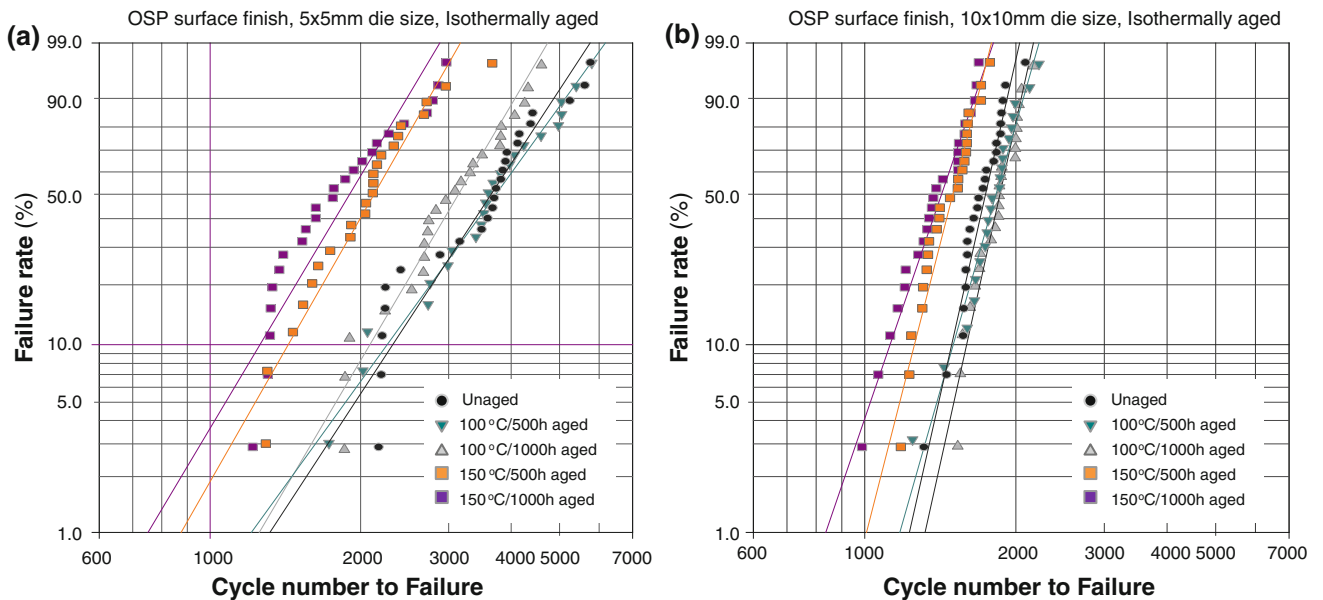 (a)
OSP surface finish, 5x5mm die size, Isothermally aged
Failure rate (%)
99.0
90.0
50.0
10.0
5.0
1.0
Unaged
100°C/500h aged
100°C/1000h aged
150°C/500h aged
150°C/1000h aged
600 1000 2000 3000 4000 5000 7000
Cycle number to Failure
(b)
OSP surface finish, 10x10mm die size, Isothermally aged
Failure rate (%)
99.0
90.0
50.0
10.0
5.0
1.0
Unaged
100°C/500h aged
100°C/1000h aged
150°C/500h aged
150°C/1000h aged
600 1000 2000 3000 4000 5000 7000
Cycle number to Failure